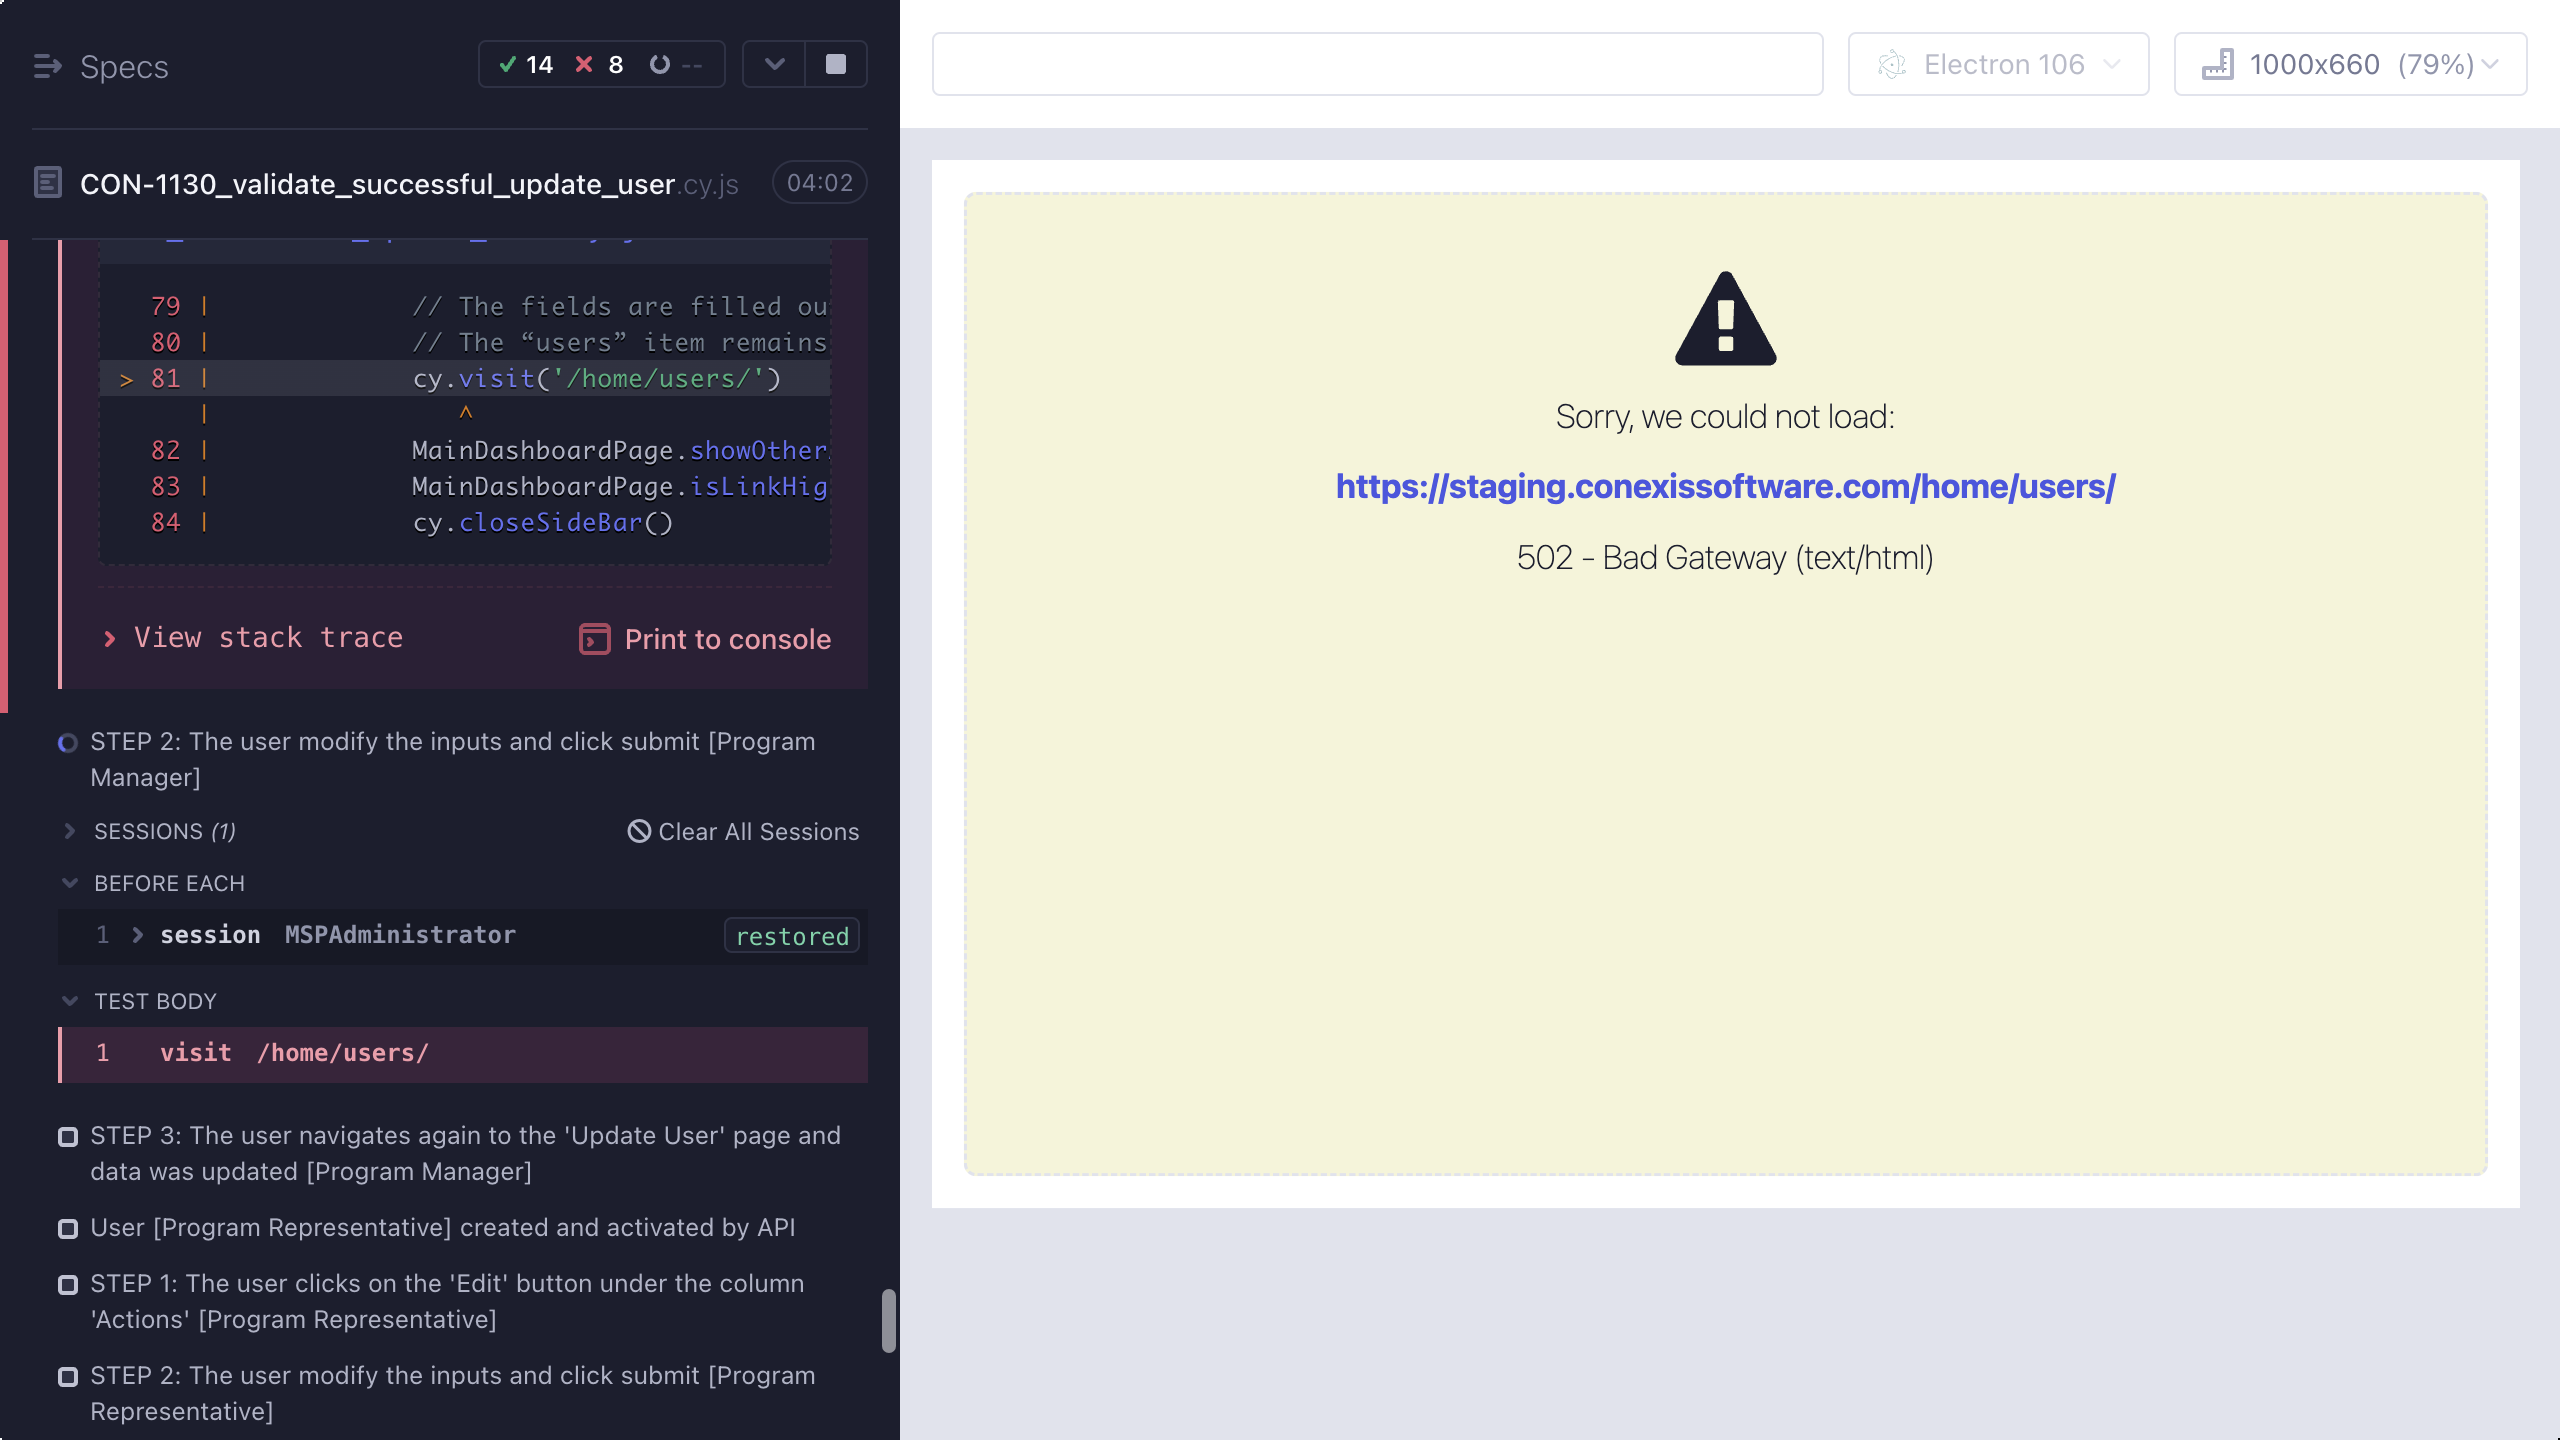 Specs
14 8 --
CON-1130_validate_successful_update_user.cy.js 04:02
79 | // The fields are filled ou
80 | // The “users” item remains
> 81 | cy.visit('/home/users/')
| ^
82 | MainDashboardPage.showOther
83 | MainDashboardPage.isLinkHig
84 | cy.closeSideBar()
View stack trace
Print to console
STEP 2: The user modify the inputs and click submit [Program
Manager]
SESSIONS (1)
Clear All Sessions
BEFORE EACH
1 session MSPAdministrator restored
TEST BODY
1 visit /home/users/
STEP 3: The user navigates again to the 'Update User' page and
data was updated [Program Manager]
User [Program Representative] created and activated by API
STEP 1: The user clicks on the 'Edit' button under the column
'Actions' [Program Representative]
STEP 2: The user modify the inputs and click submit [Program
Representative]
Electron 106
1000x660 (79%)
Sorry, we could not load:
https://staging.conexissoftware.com/home/users/
502 - Bad Gateway (text/html)